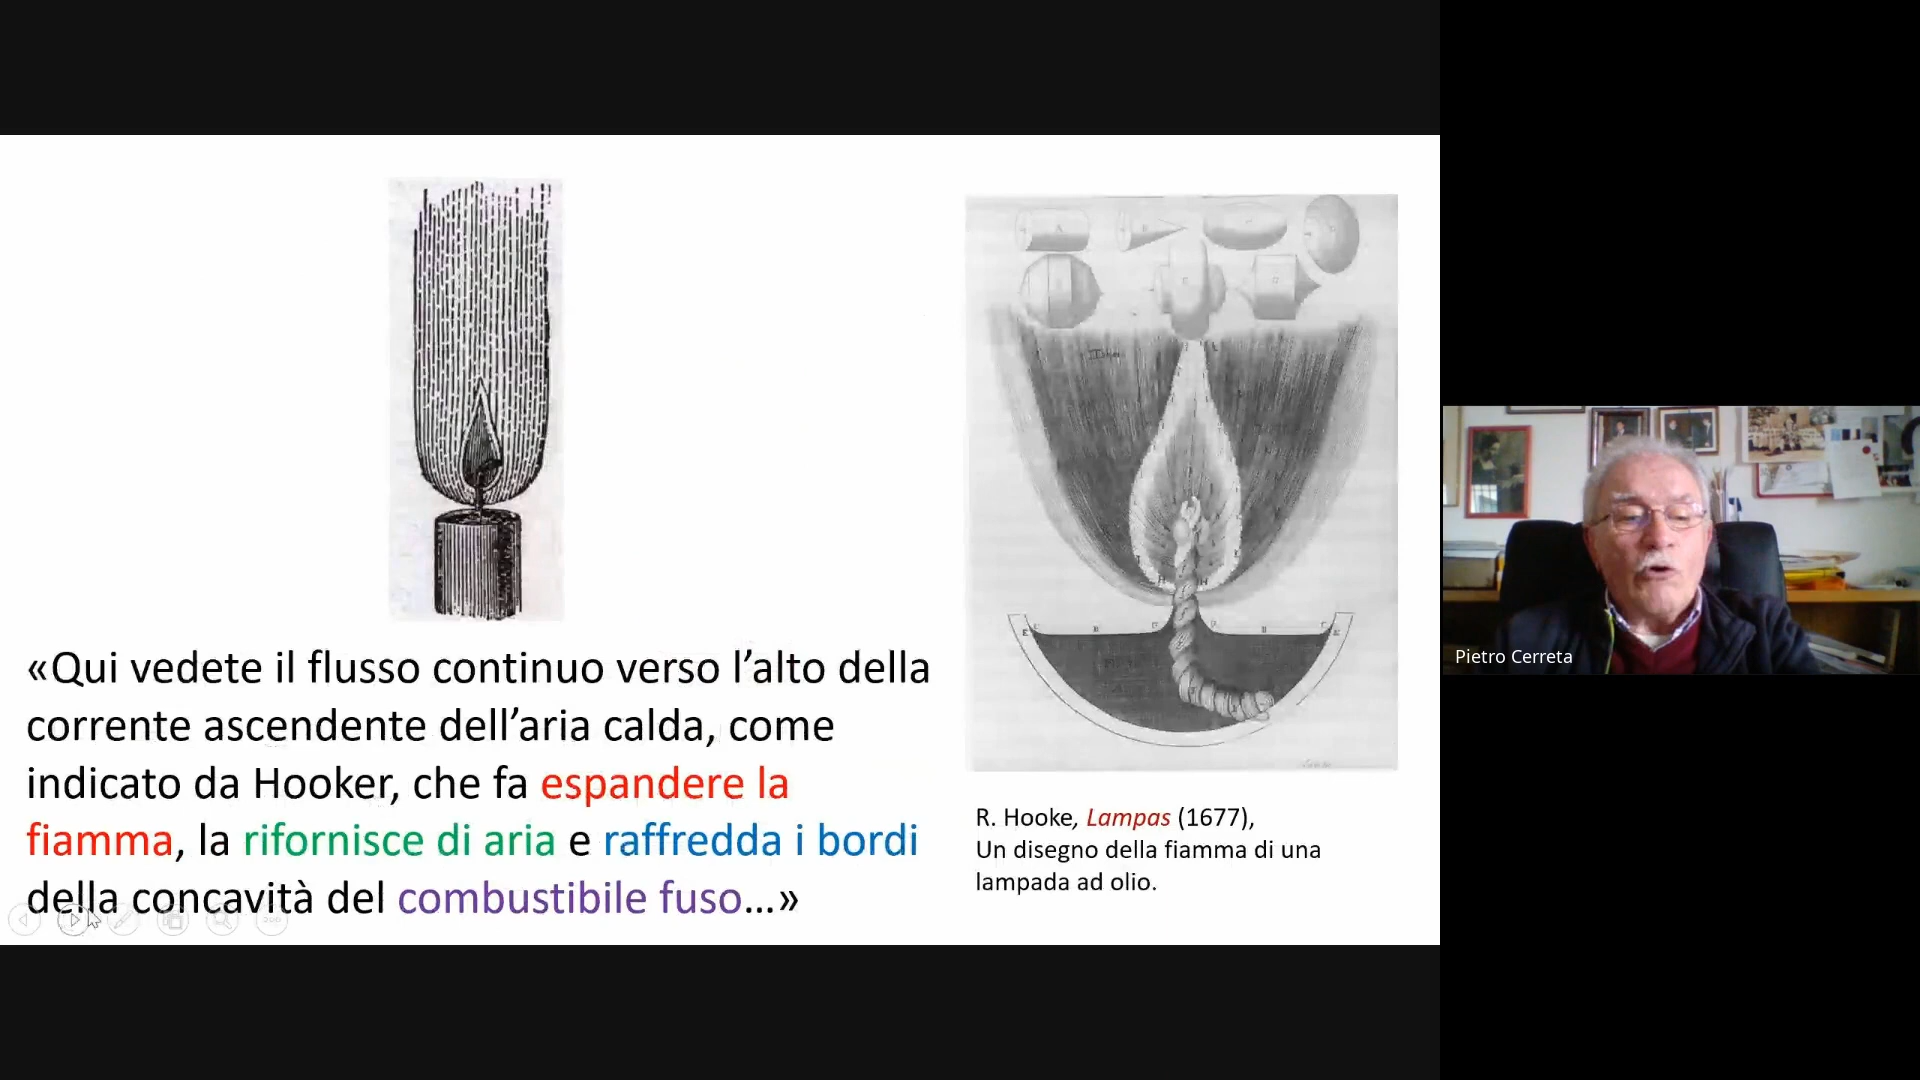 «Qui vedete il flusso continuo verso l’alto della
corrente ascendente dell’aria calda, come
indicato da Hooker, che fa espandere la
fiamma, la rifornisce di aria e raffredda i bordi
della concavità del combustibile fuso…»
R. Hooke, Lampas (1677),
Un disegno della fiamma di una
lampada ad olio.
Pietro Cerreta